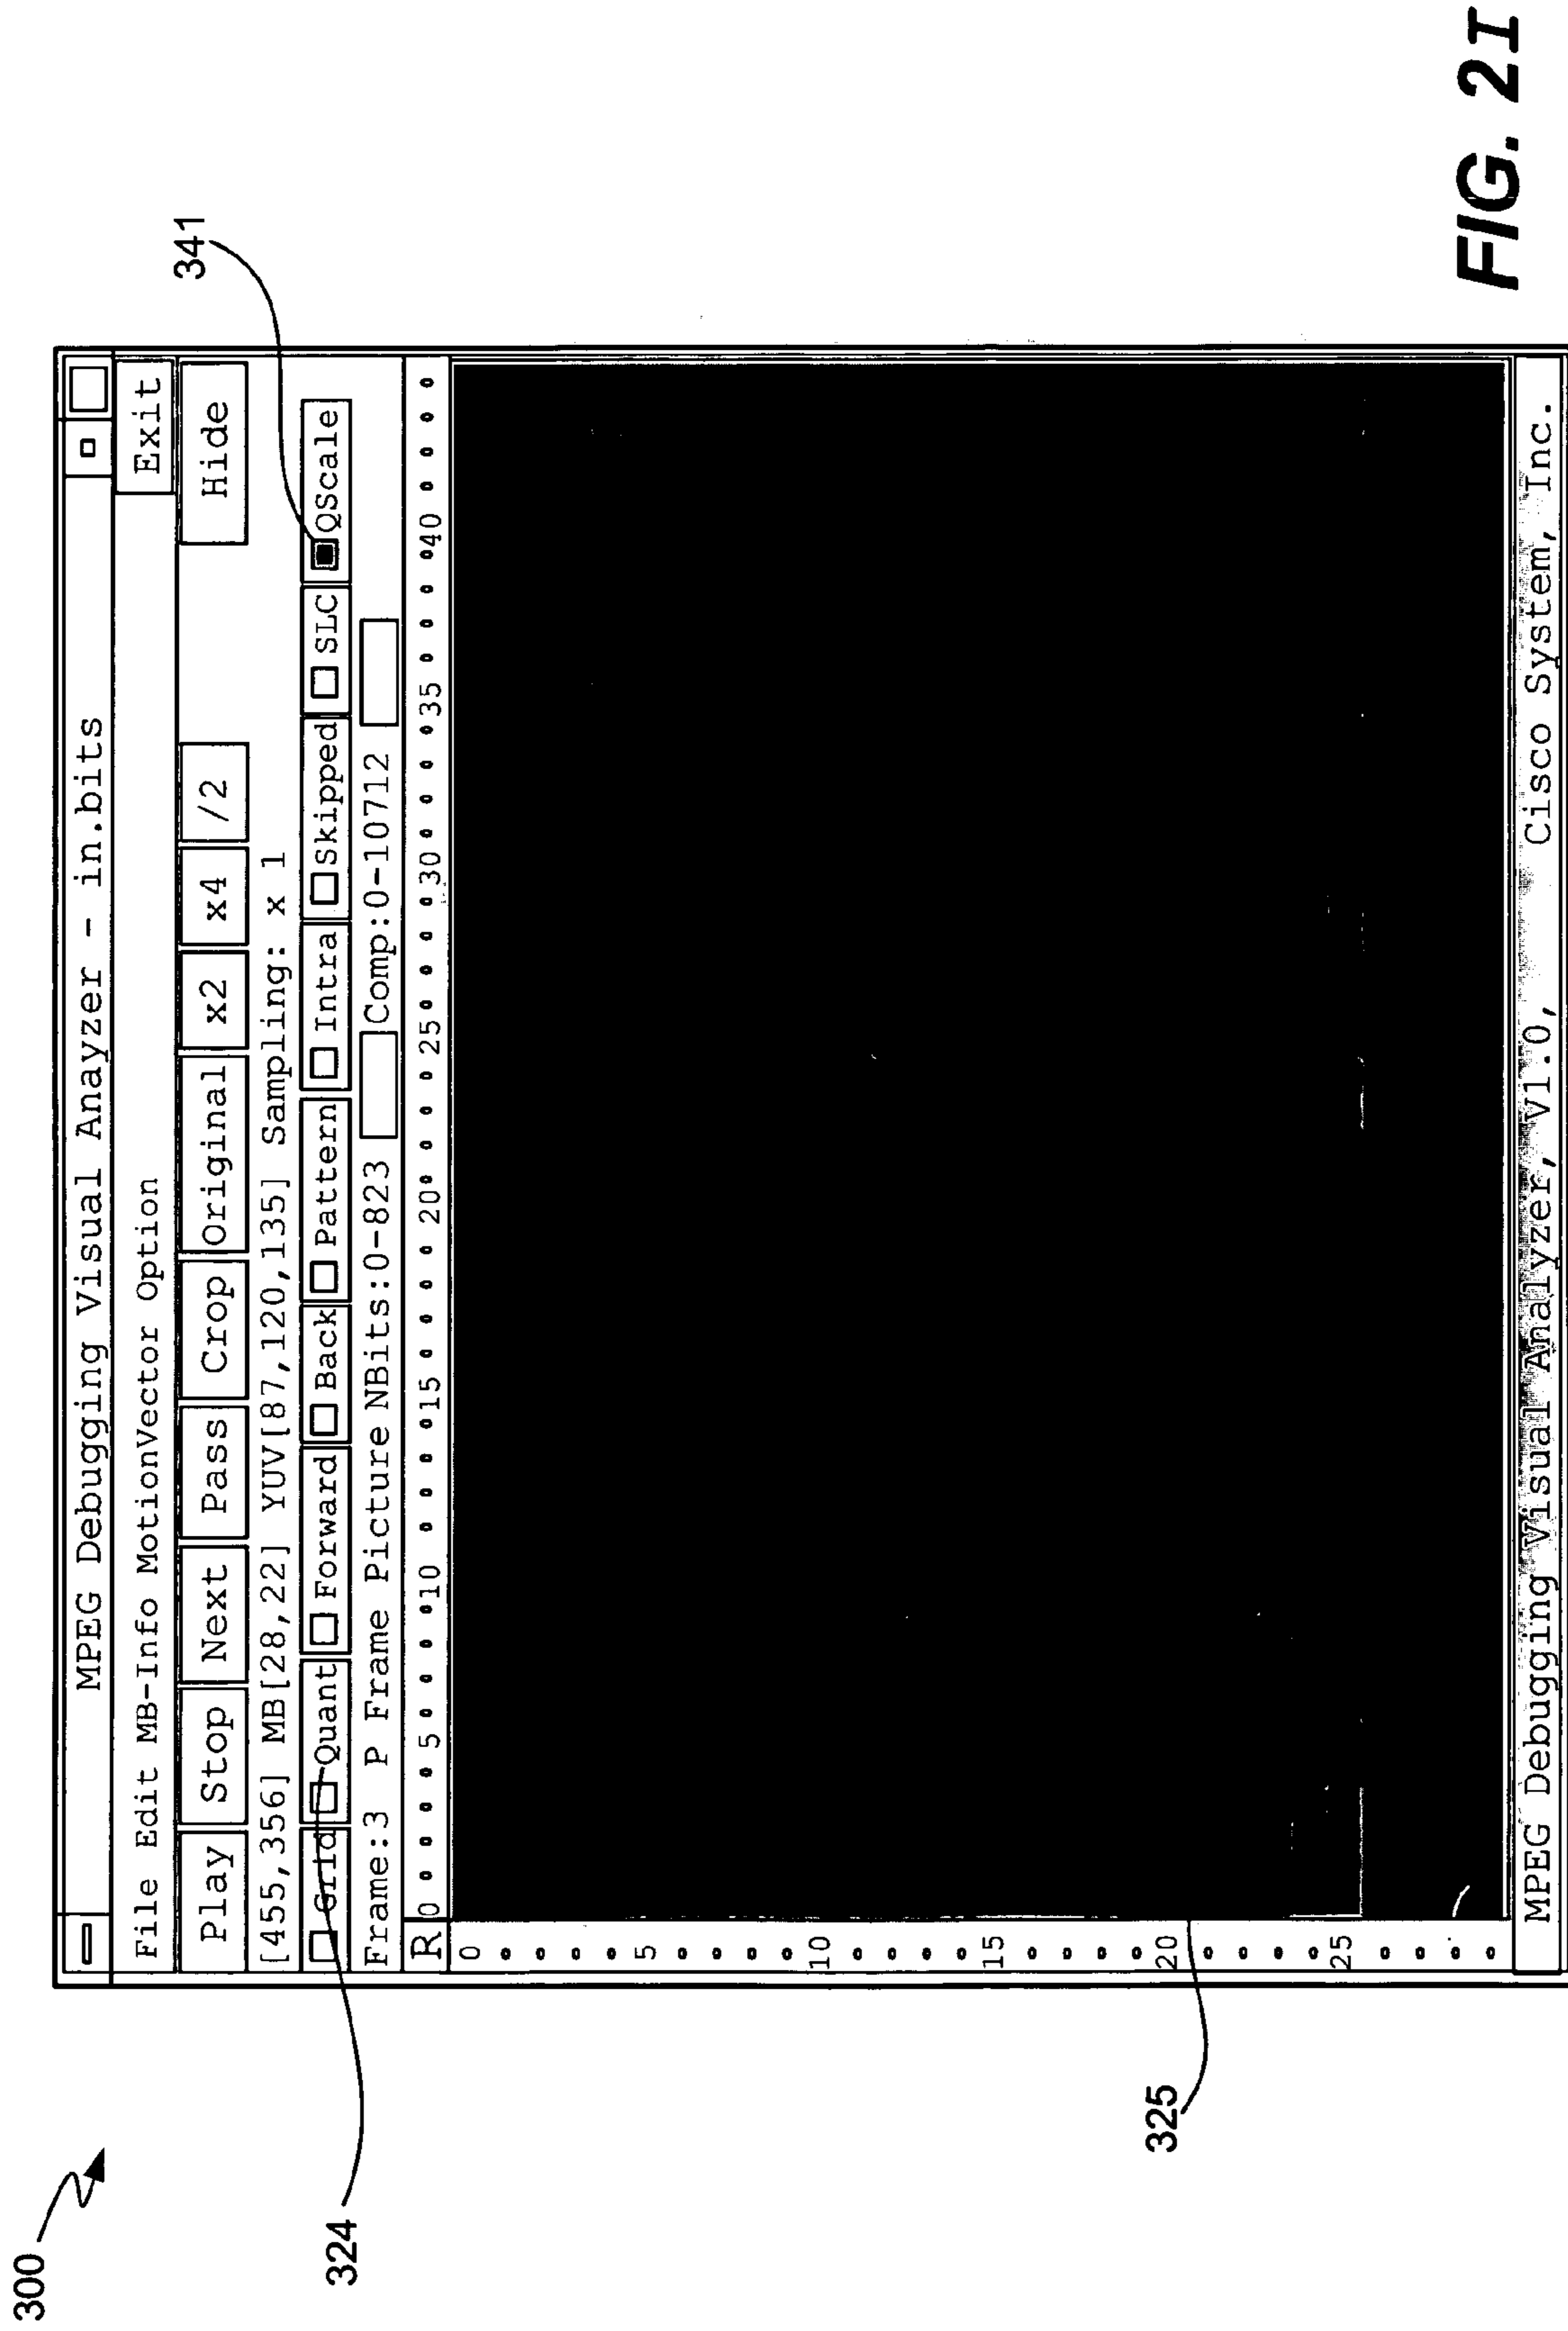 300
MPEG Debugging Visual Anayzer - in.bits
File Edit MB-Info MotionVector Option Exit
Play Stop Next Pass Crop Original x2 x4 /2 Hide
[455,356] MB[28,22] YUV[87,120,135] Sampling: x 1
Grid Quant Forward Back Pattern Intra Skipped SLC QScale
Frame:3 P Frame Picture NBits:0-823 Comp:0-10712
R 0 5 10 15 20 25 30 35 40
0
5
10
15
20
25
MPEG Debugging Visual Analyzer, V1.0, Cisco System, Inc.
324
341
325
FIG. 2I